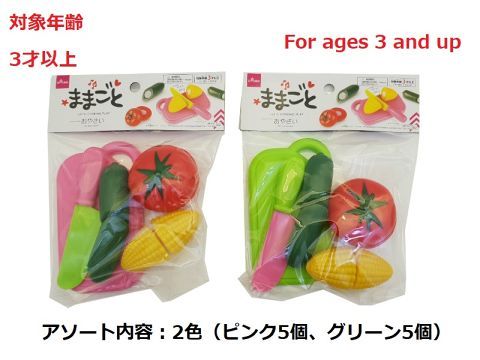 対象年齢
3才以上
For ages 3 and up
ままごと
おやさい
ままごと
おやさい
アソート内容：2色（ピンク5個、グリーン5個）